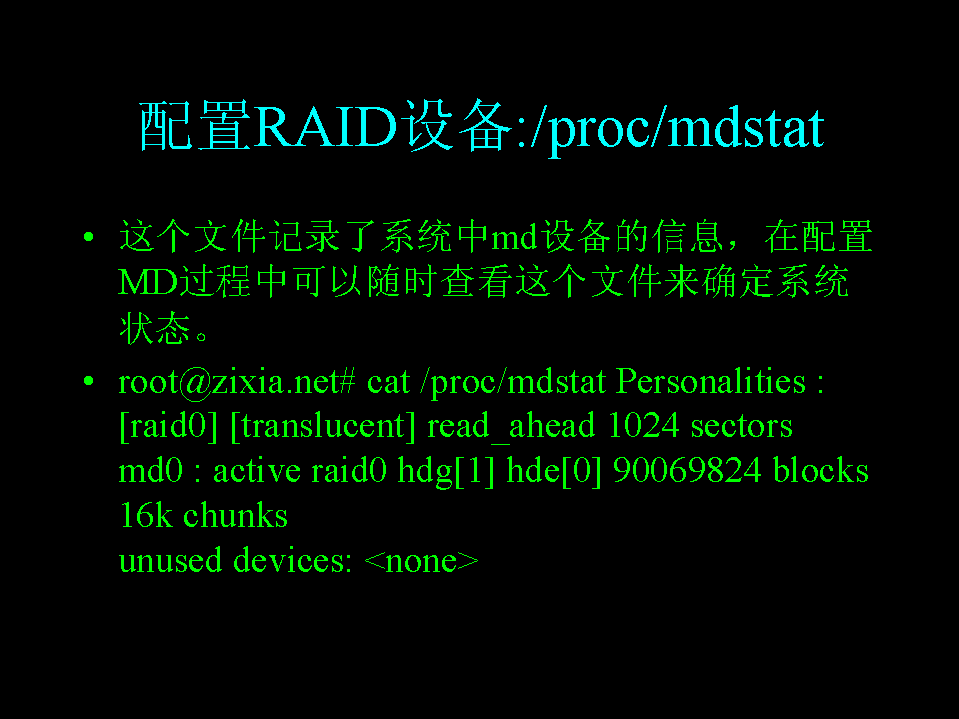 配置RAID设备:/proc/mdstat
• 这个文件记录了系统中md设备的信息，在配置
MD过程中可以随时查看这个文件来确定系统
状态。
• root@zixia.net# cat /proc/mdstat Personalities :
[raid0] [translucent] read_ahead 1024 sectors
md0 : active raid0 hdg[1] hde[0] 90069824 blocks
16k chunks
unused devices: <none>